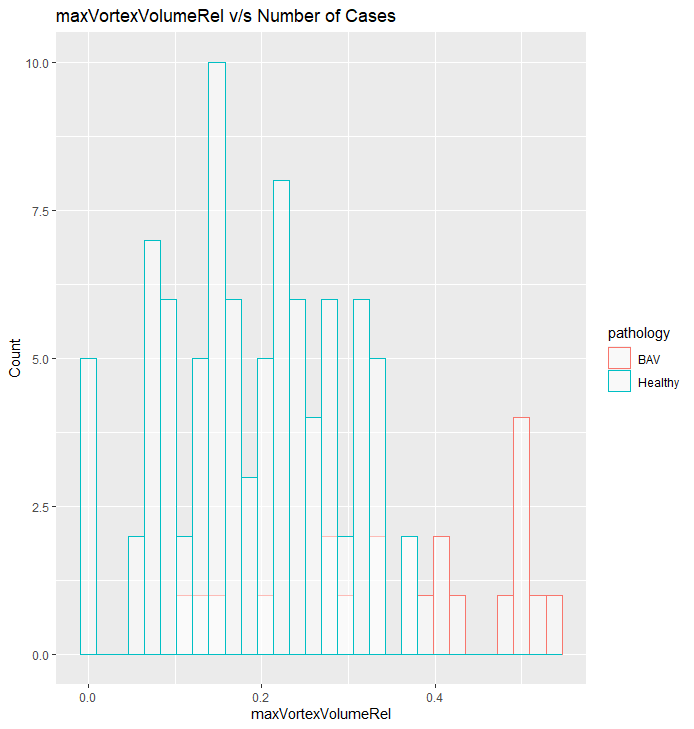 maxVortexVolumeRel v/s Number of Cases
10.0
7.5
5.0
2.5
0.0
Count
0.0 0.2 0.4
maxVortexVolumeRel
pathology
BAV
Healthy